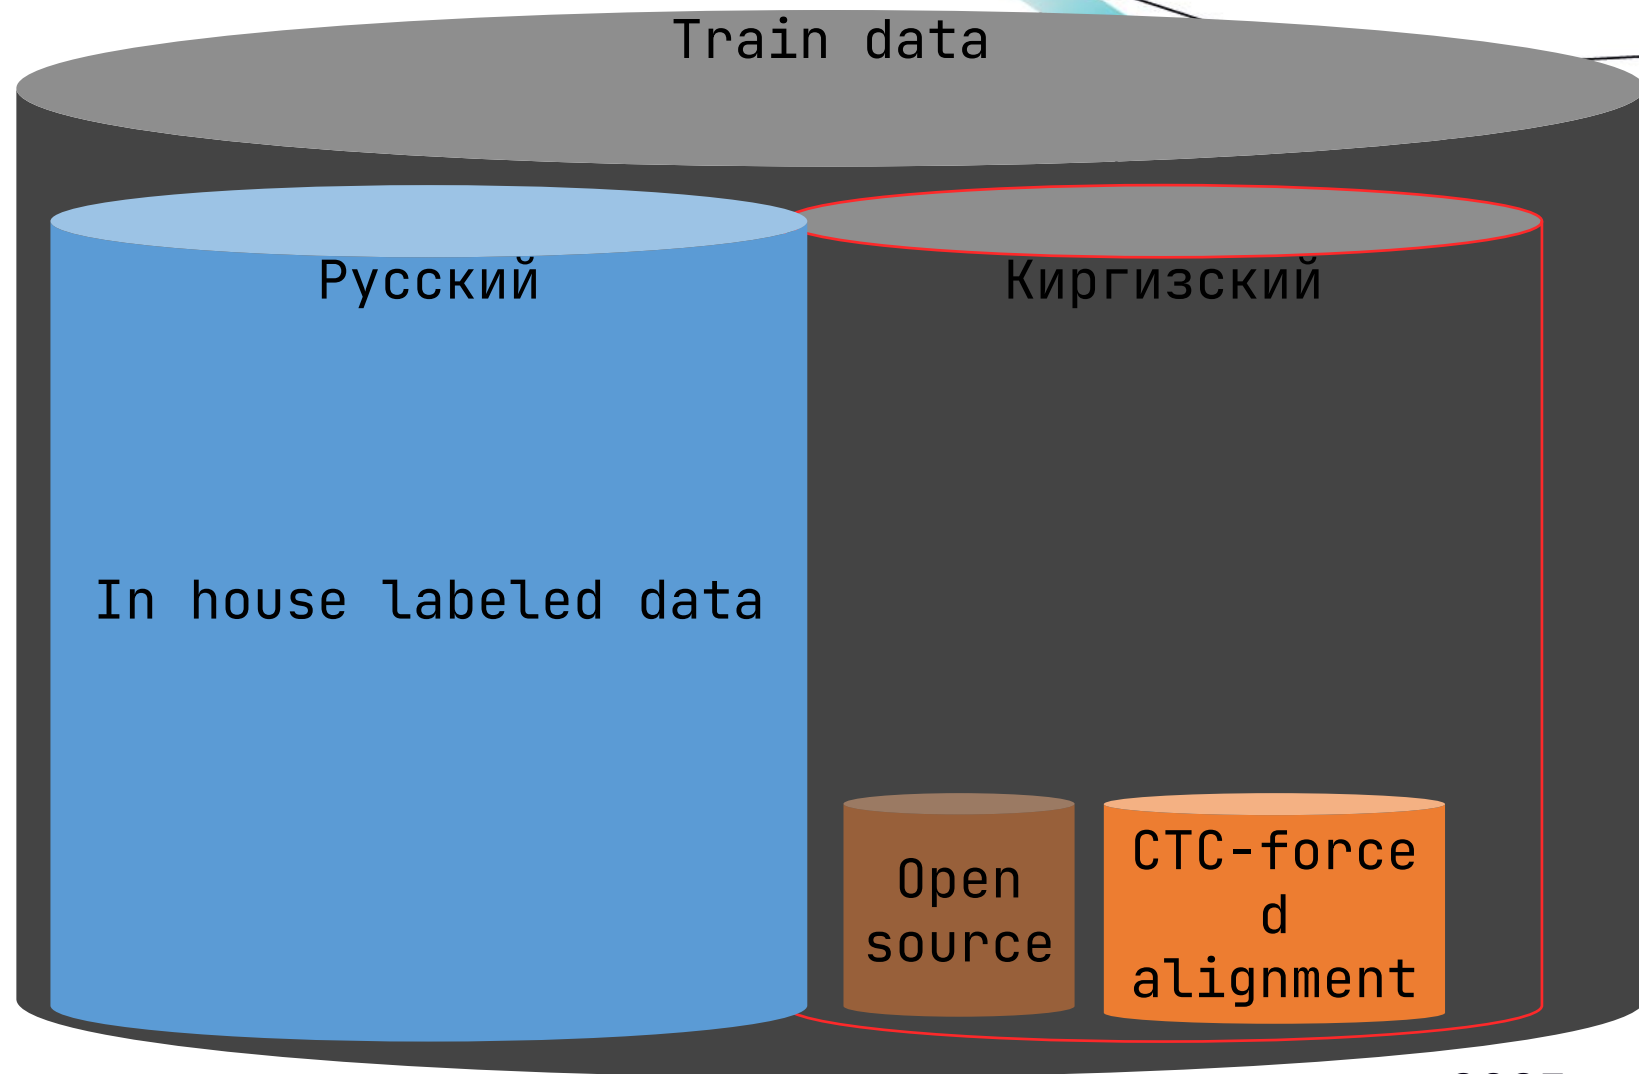 Train data
Русский
Киргизский
In house labeled data
Open
source
CTC-force
d
alignment